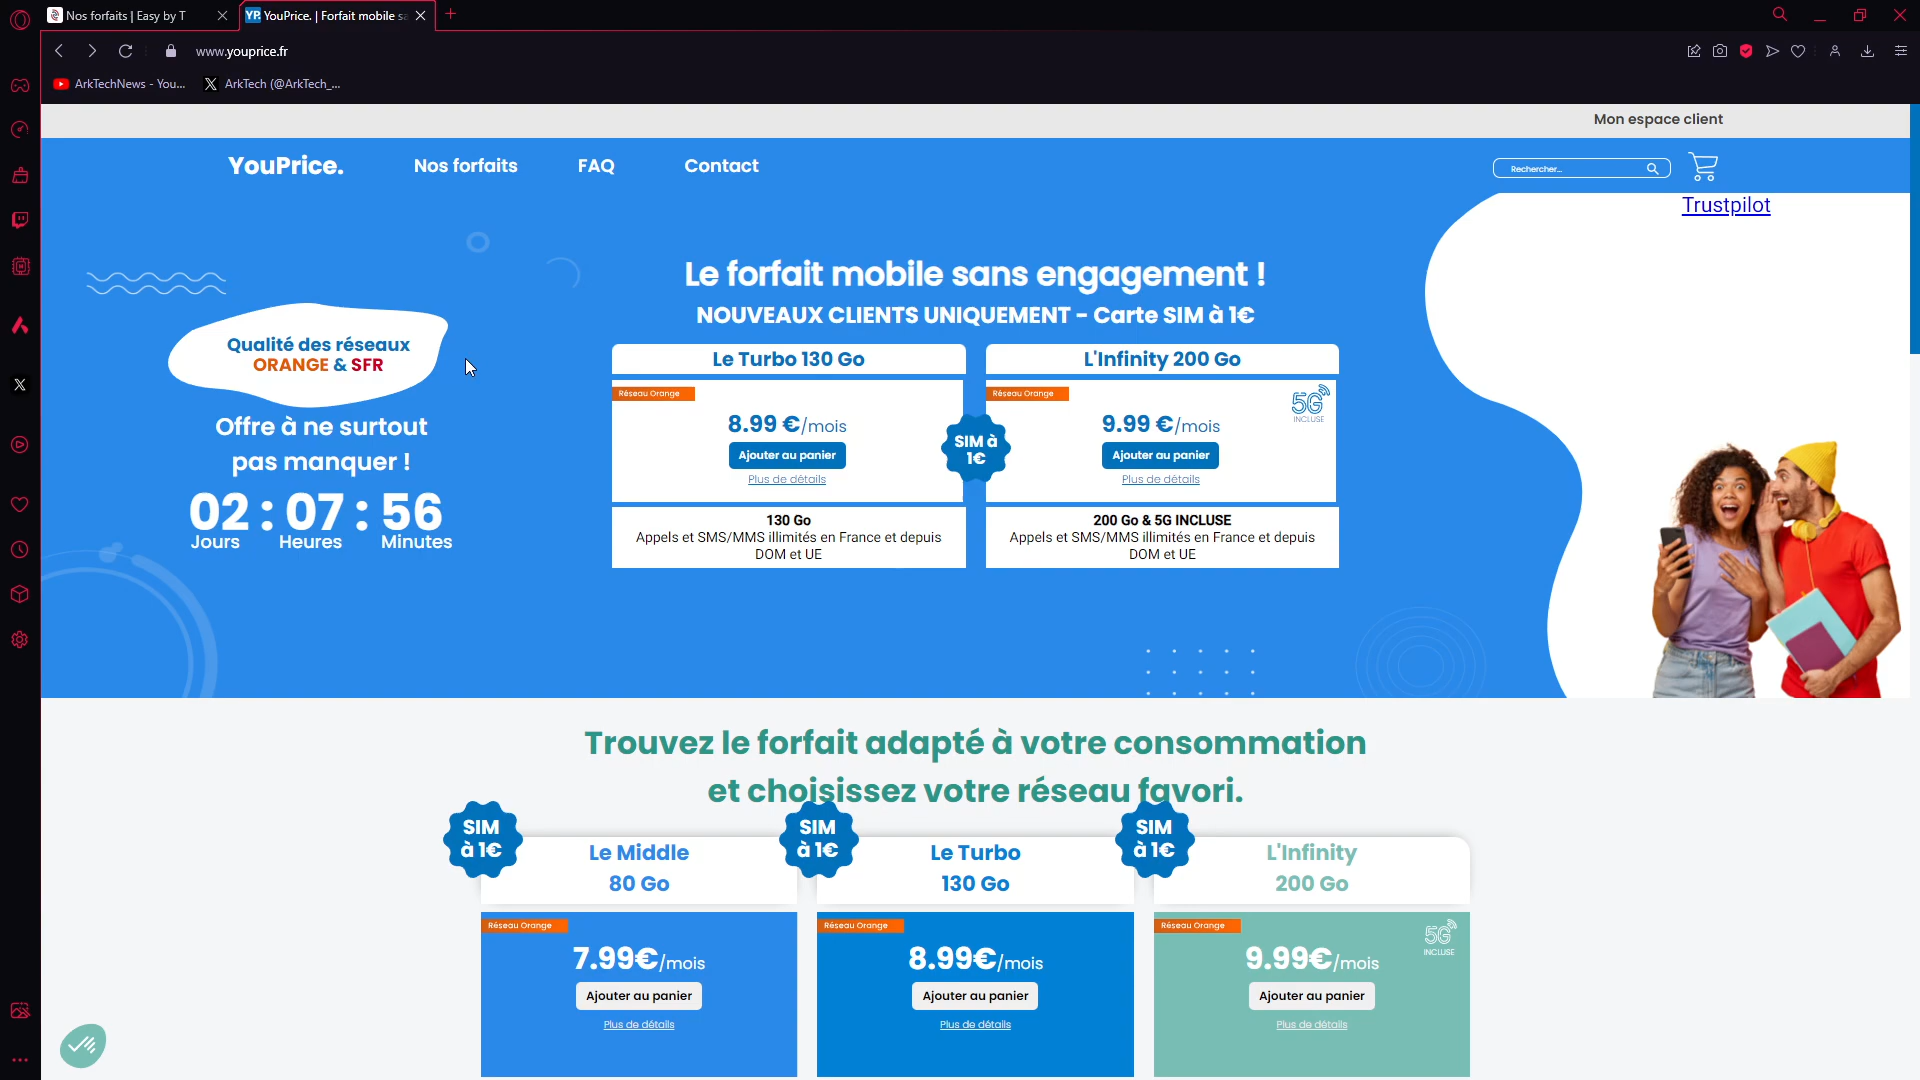 Nos forfaits | Easy by T
YouPrice. | Forfait mobile sa
www.youprice.fr
ArkTechNews - You...
ArkTech (@ArkTech_...
Mon espace client
YouPrice.
Nos forfaits
FAQ
Contact
Rechercher...
Trustpilot
Le forfait mobile sans engagement !
NOUVEAUX CLIENTS UNIQUEMENT - Carte SIM à 1€
Qualité des réseaux
ORANGE & SFR
Offre à ne surtout
pas manquer !
02 : 07 : 56
Jours Heures Minutes
Le Turbo 130 Go
Réseau Orange
8.99 €/mois
Ajouter au panier
Plus de détails
130 Go
Appels et SMS/MMS illimités en France et depuis
DOM et UE
SIM à
1€
L'Infinity 200 Go
Réseau Orange
5G
INCLUSE
9.99 €/mois
Ajouter au panier
Plus de détails
200 Go & 5G INCLUSE
Appels et SMS/MMS illimités en France et depuis
DOM et UE
Trouvez le forfait adapté à votre consommation
et choisissez votre réseau favori.
SIM
à 1€
Le Middle
80 Go
Réseau Orange
7.99€/mois
Ajouter au panier
Plus de détails
SIM
à 1€
Le Turbo
130 Go
Réseau Orange
8.99€/mois
Ajouter au panier
Plus de détails
SIM
à 1€
L'Infinity
200 Go
Réseau Orange
5G
INCLUSE
9.99€/mois
Ajouter au panier
Plus de détails